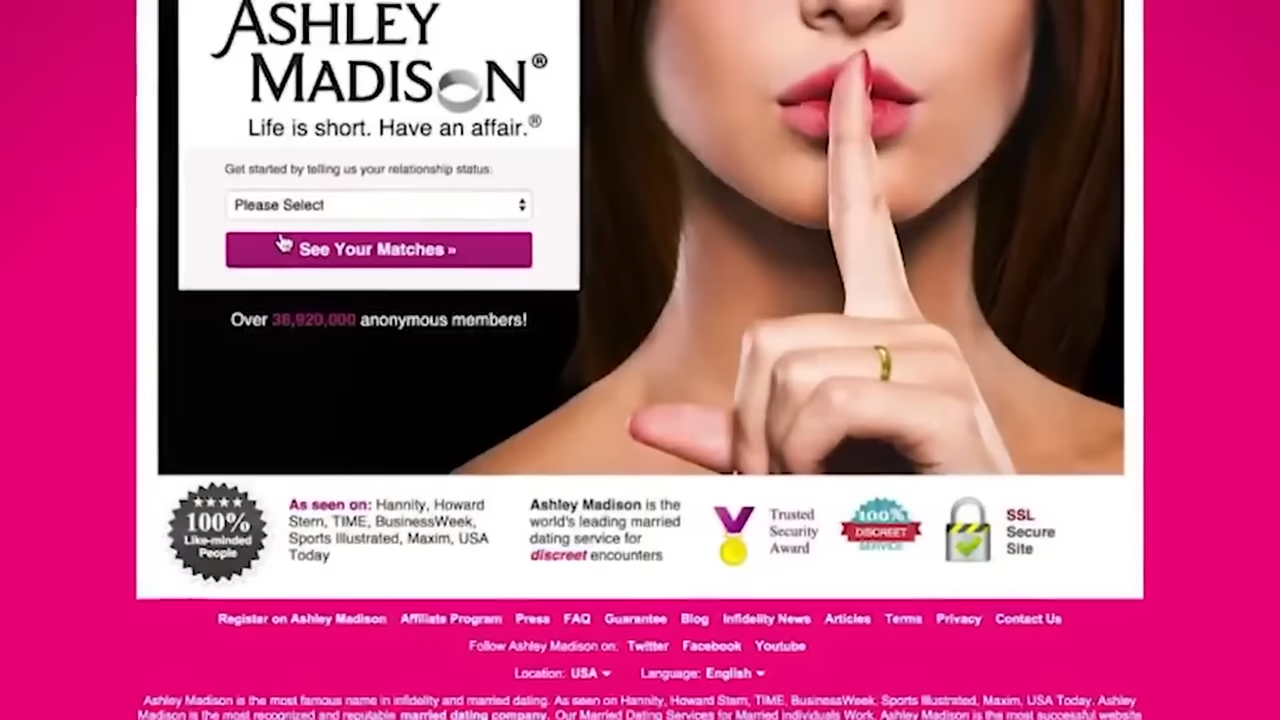 ASHLEY
MADISON®
Life is short. Have an affair.®
Get started by telling us your relationship status:
Please Select
See Your Matches »
Over 36,920,000 anonymous members!
100%
Like-minded
People
As seen on: Hannity, Howard
Stern, TIME, BusinessWeek,
Sports Illustrated, Maxim, USA
Today
Ashley Madison is the
world's leading married
dating service for
discreet encounters
Trusted
Security
Award
100%
DISCREET
SERVICE
SSL
Secure
Site
Register on Ashley Madison Affiliate Program Press FAQ Guarantee Blog Infidelity News Articles Terms Privacy Contact Us
Follow Ashley Madison on: Twitter Facebook Youtube
Location: USA Language: English
Ashley Madison is the most famous name in infidelity and married dating. As seen on Hannity, Howard Stern, TIME, BusinessWeek, Sports Illustrated, Maxim, USA Today. Ashley
Madison is the most recognized and reputable married dating company. Our Married Dating Services for Married individuals Work. Ashley Madison is the most successful website